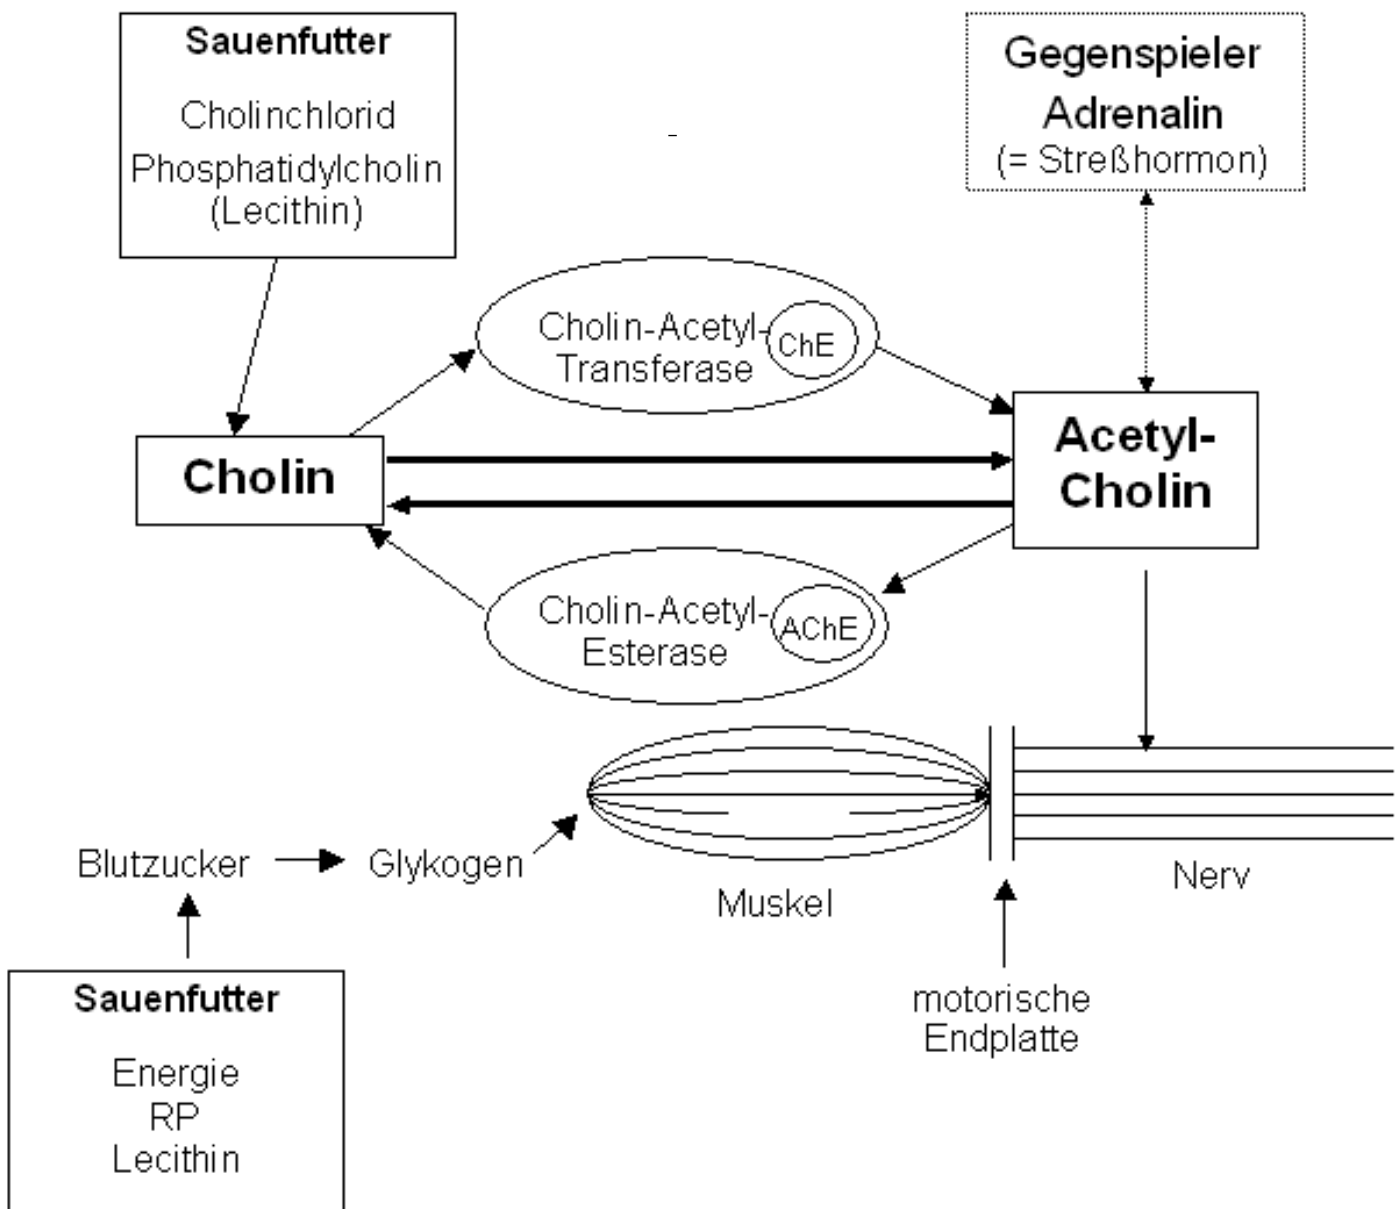 Sauenfutter
Cholinchlorid
Phosphatidylcholin
(Lecithin)
Gegenspieler
Adrenalin
(= Streßhormon)
Cholin-Acetyl-
Transferase
ChE
Cholin
Acetyl-
Cholin
Cholin-Acetyl-
Esterase
AChE
Blutzucker
Glykogen
Muskel
Nerv
motorische
Endplatte
Sauenfutter
Energie
RP
Lecithin